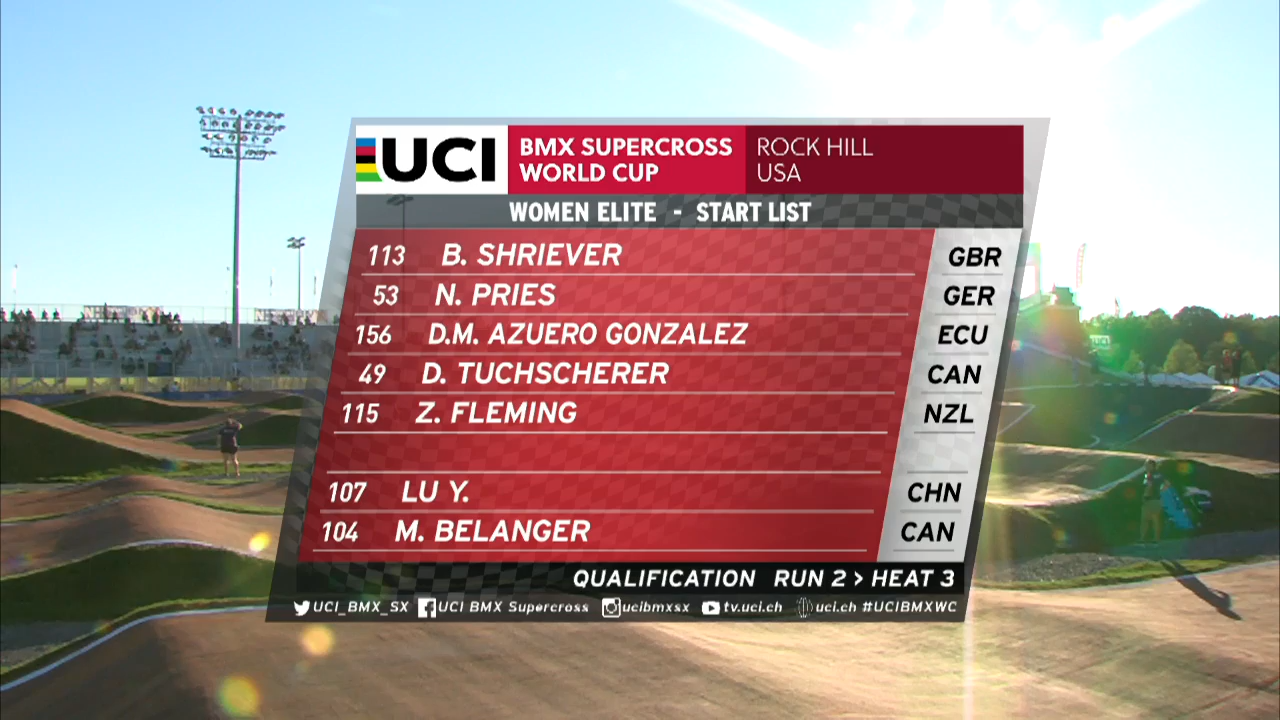 UCI BMX SUPERCROSS ROCK HILL
WORLD CUP USA
WOMEN ELITE - START LIST
113 B. SHRIEVER GBR
53 N. PRIES GER
156 D.M. AZUERO GONZALEZ ECU
49 D. TUCHSCHERER CAN
115 Z. FLEMING NZL
107 LU Y. CHN
104 M. BELANGER CAN
QUALIFICATION RUN 2 > HEAT 3
UCI_BMX_SX UCI BMX Supercross ucibmxsx tv.uci.ch uci.ch #UCIBMXWC